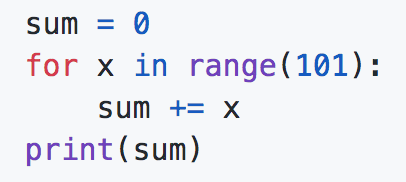 sum = 0
for x in range(101):
    sum += x
print(sum)